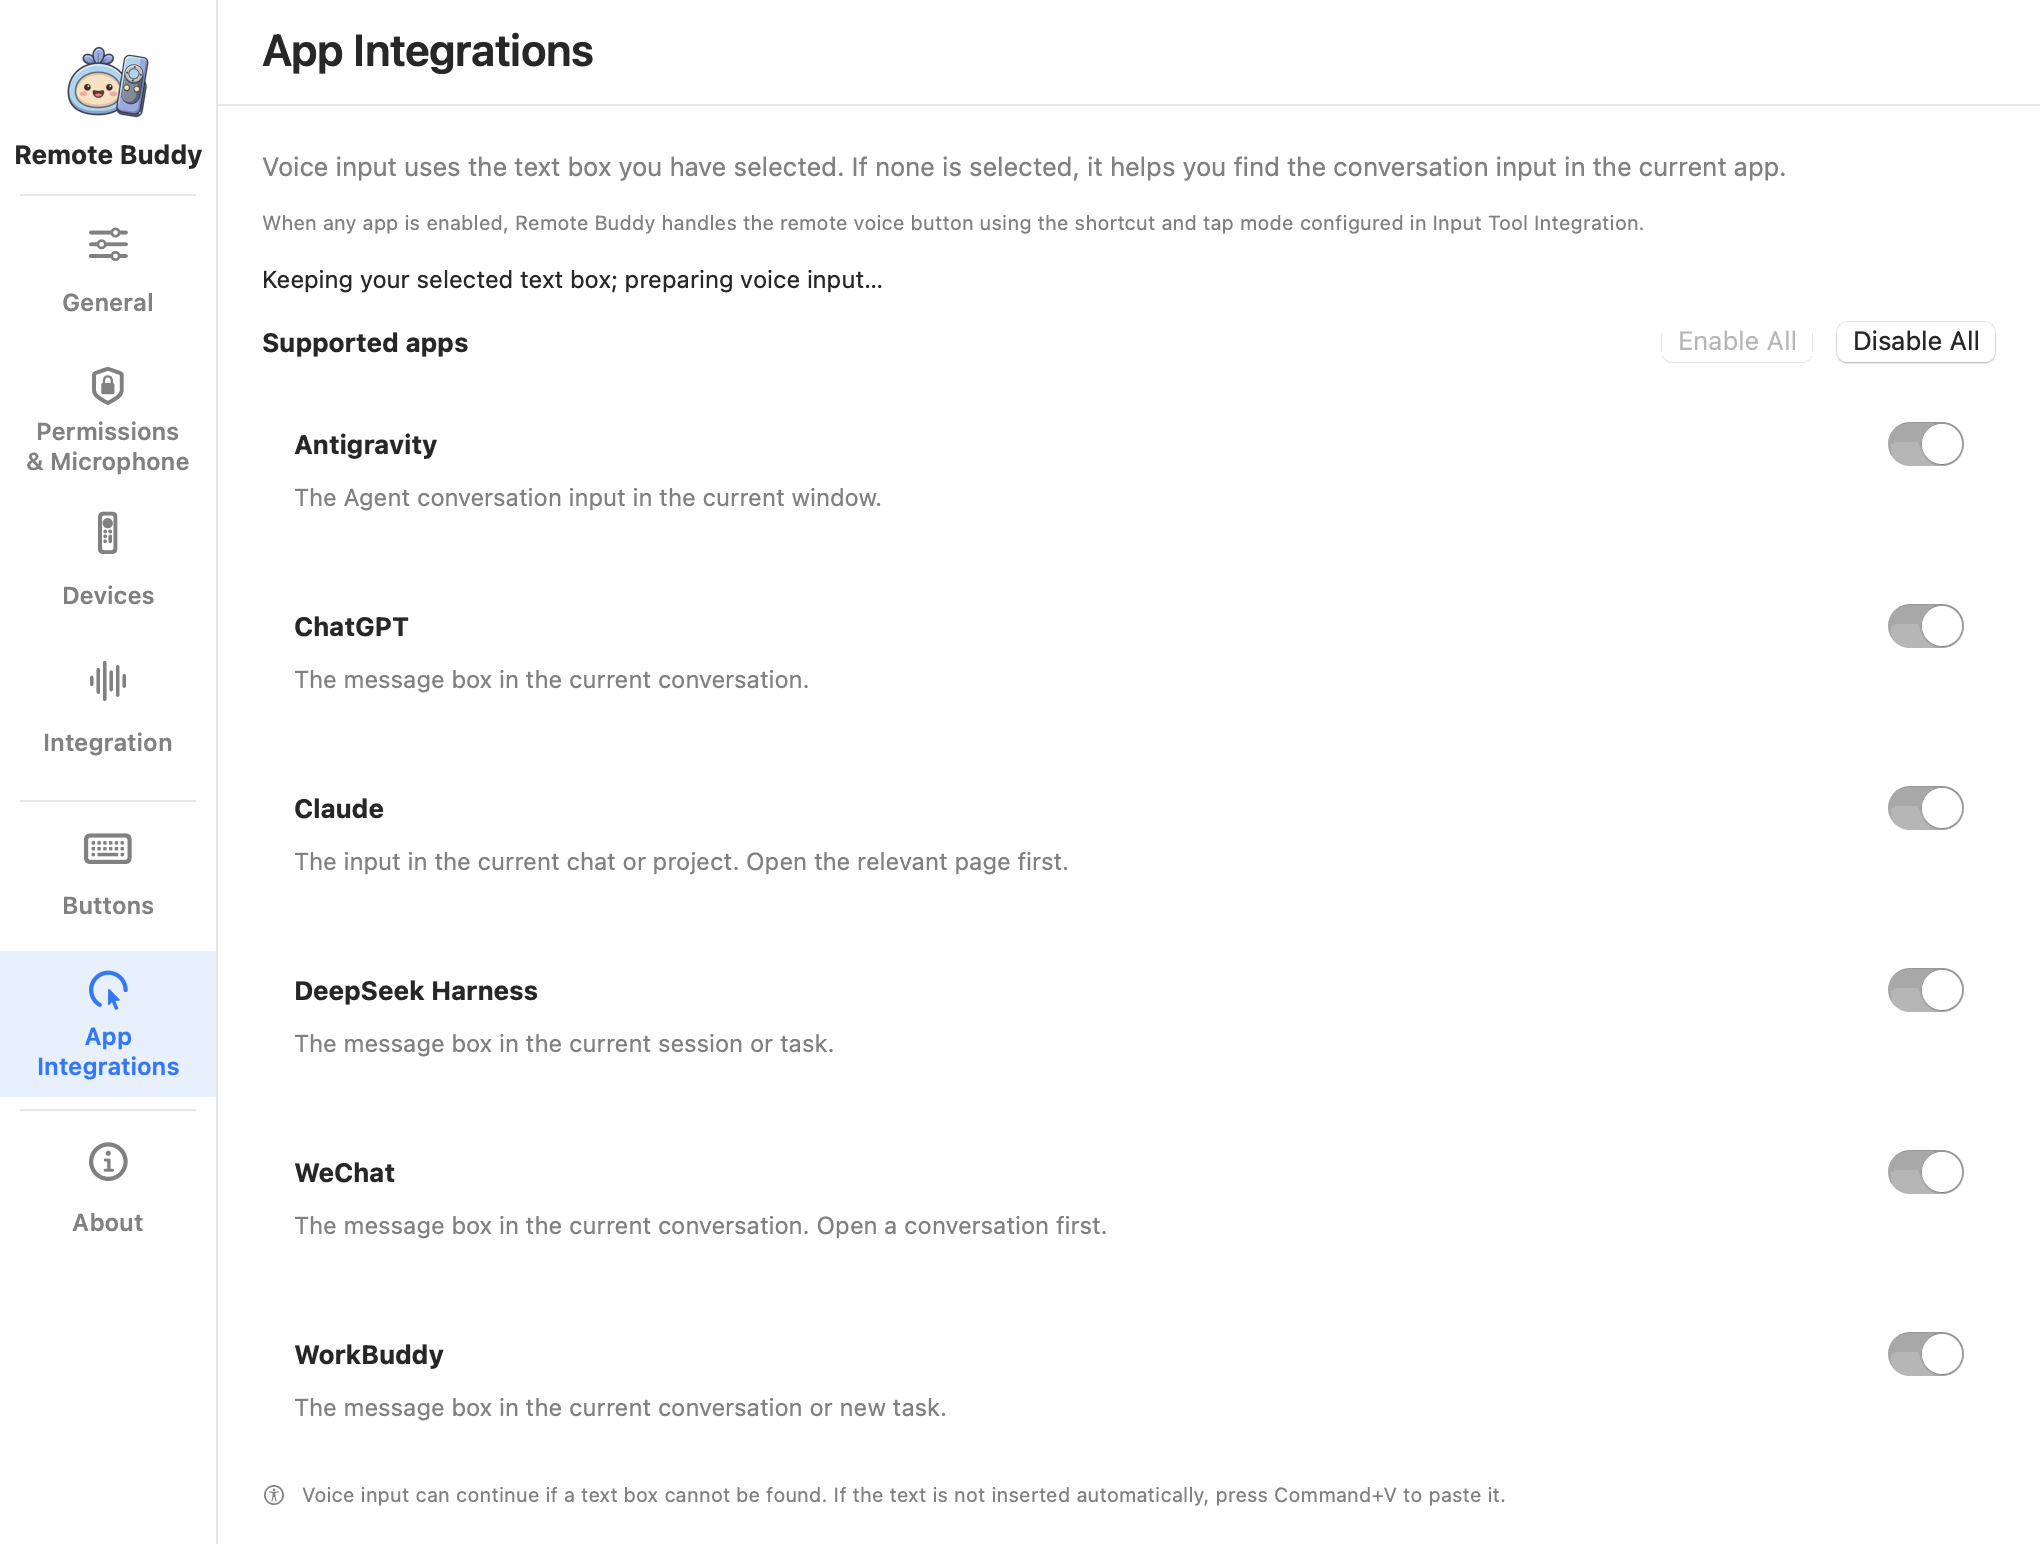 App Integrations
Remote Buddy
General
Permissions
& Microphone
Devices
Integration
Buttons
App
Integrations
About
Voice input uses the text box you have selected. If none is selected, it helps you find the conversation input in the current app.
When any app is enabled, Remote Buddy handles the remote voice button using the shortcut and tap mode configured in Input Tool Integration.
Keeping your selected text box; preparing voice input...
Supported apps
Enable All
Disable All
Antigravity
The Agent conversation input in the current window.
ChatGPT
The message box in the current conversation.
Claude
The input in the current chat or project. Open the relevant page first.
DeepSeek Harness
The message box in the current session or task.
WeChat
The message box in the current conversation. Open a conversation first.
WorkBuddy
The message box in the current conversation or new task.
Voice input can continue if a text box cannot be found. If the text is not inserted automatically, press Command+V to paste it.